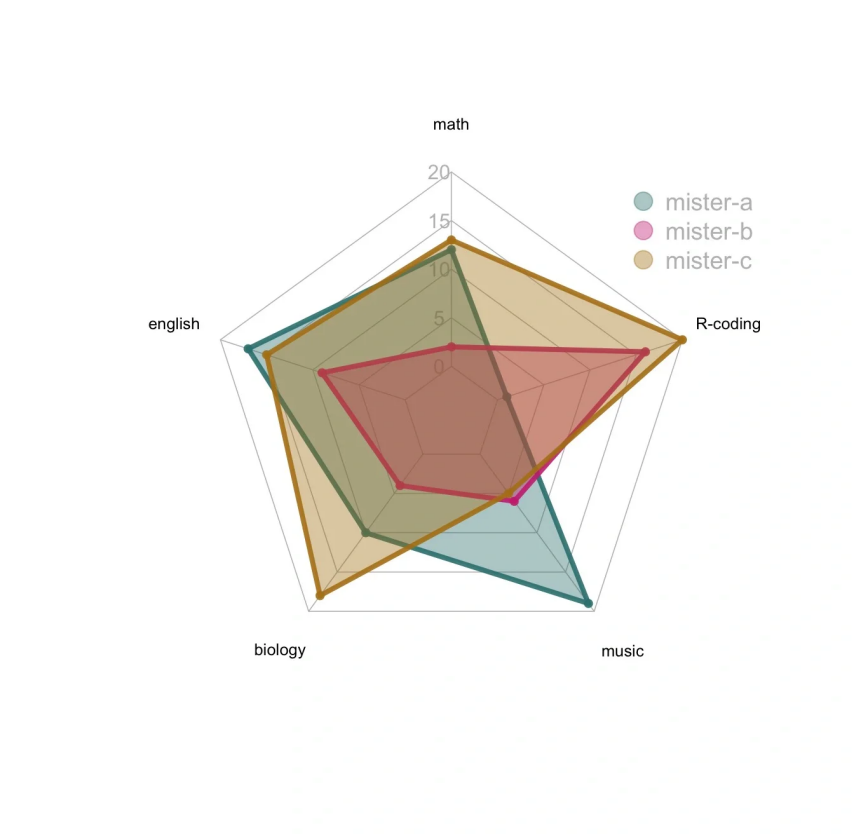 math
20
15
10
5
0
mister-a
mister-b
mister-c
english
R-coding
biology
music